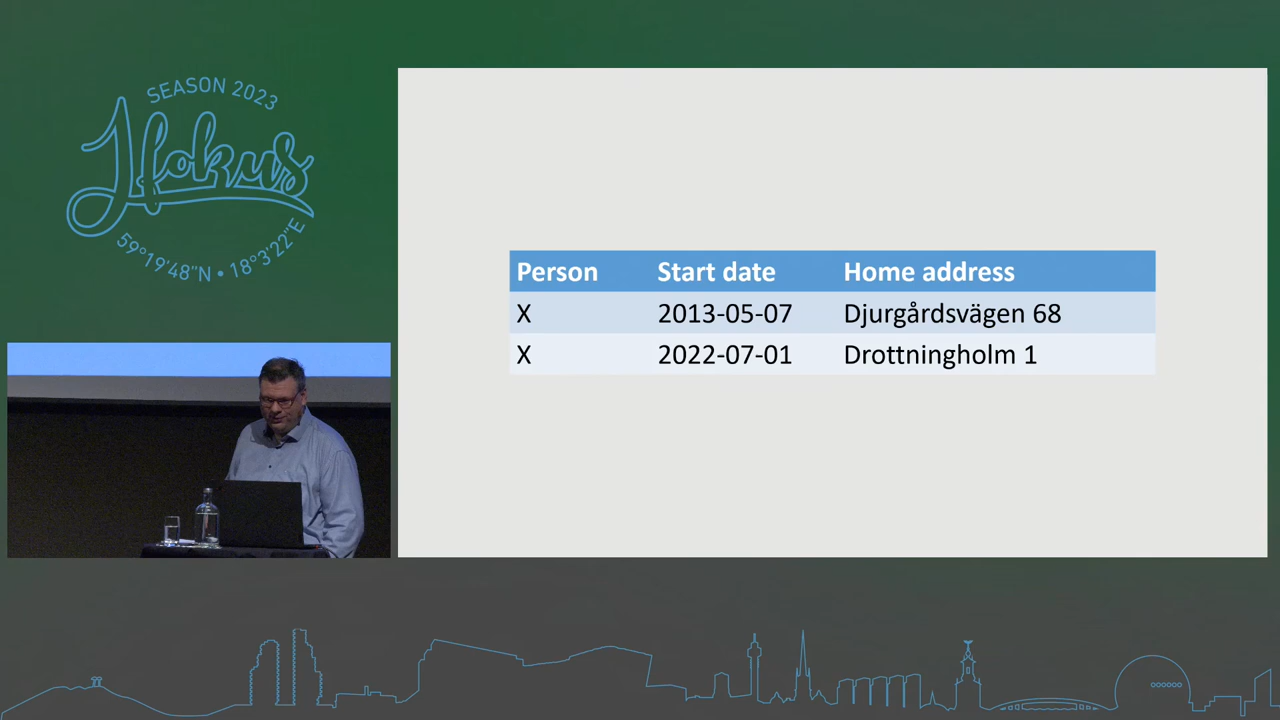 SEASON 2023
Jfokus
59°19'48"N • 18°3'22"E
Person Start date Home address
X 2013-05-07 Djurgårdsvägen 68
X 2022-07-01 Drottningholm 1